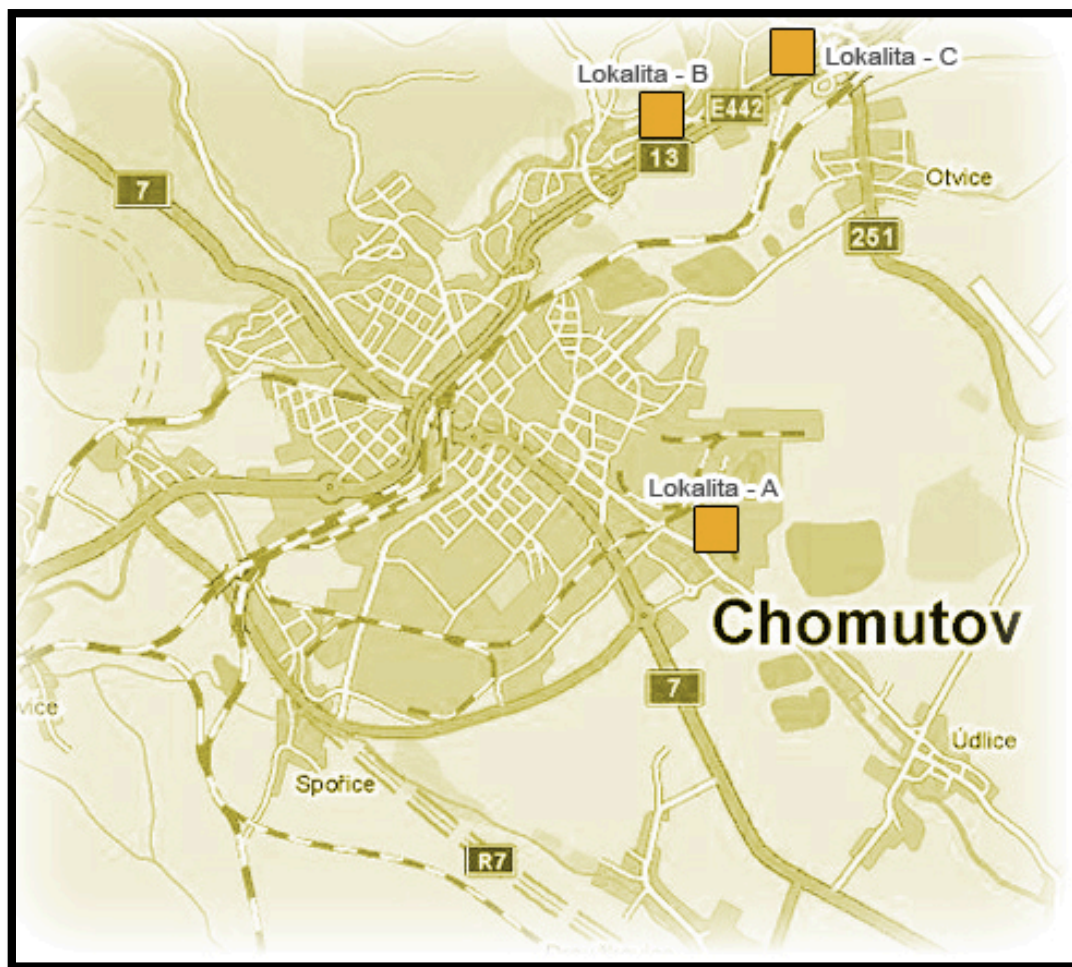 Lokalita - C
Lokalita - B
E442
13
7
Otvice
251
Lokalita - A
Chomutov
7
vice
Údlice
Spořice
R7